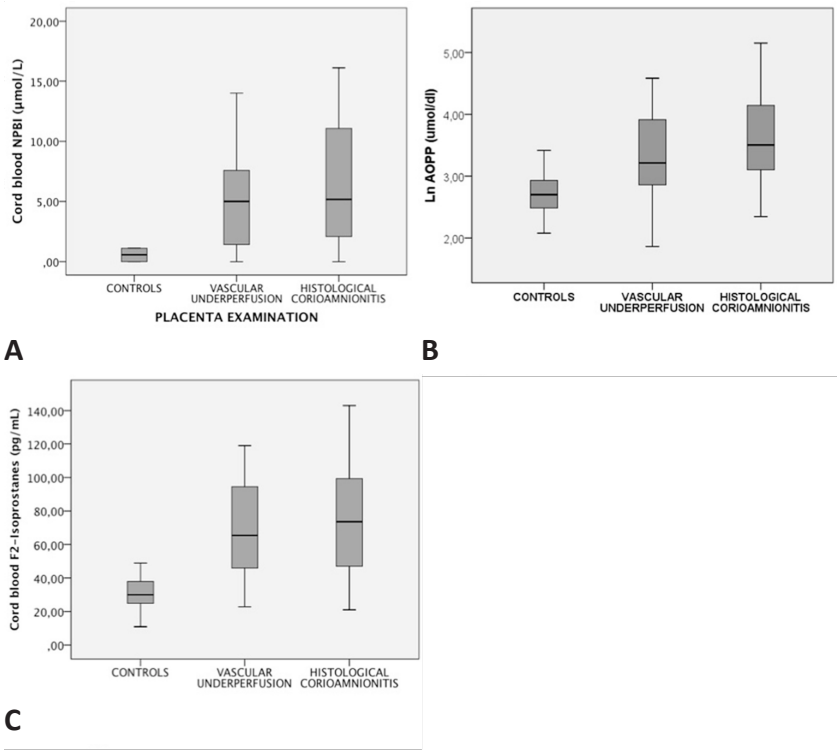 20,00
15,00
10,00
5,00
,00
Cord blood NPBI (µmol/L)
CONTROLS
VASCULAR
UNDERPERFUSION
HISTOLOGICAL
CORIOAMNIONITIS
PLACENTA EXAMINATION
A
5,00
4,00
3,00
2,00
Ln AOPP (umol/dl)
CONTROLS
VASCULAR
UNDERPERFUSION
HISTOLOGICAL
CORIOAMNIONITIS
B
140,00
120,00
100,00
80,00
60,00
40,00
20,00
,00
Cord blood F2-Isoprostanes (pg/mL)
CONTROLS
VASCULAR
UNDERPERFUSION
HISTOLOGICAL
CORIOAMNIONITIS
C